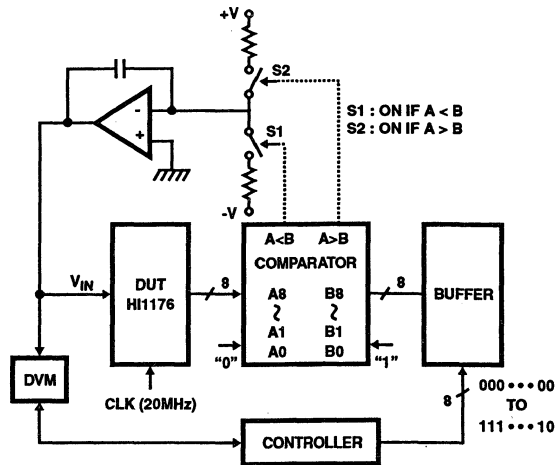 +V
S2
S1 : ON IF A < B
S2 : ON IF A > B
-
+
S1
-V
A<B A>B
COMPARATOR
A8 B8
A1 B1
A0 B0
VIN
DUT
HI1176
8
8
BUFFER
"0"
"1"
DVM
CLK (20MHz)
8
000•••00
TO
111•••10
CONTROLLER